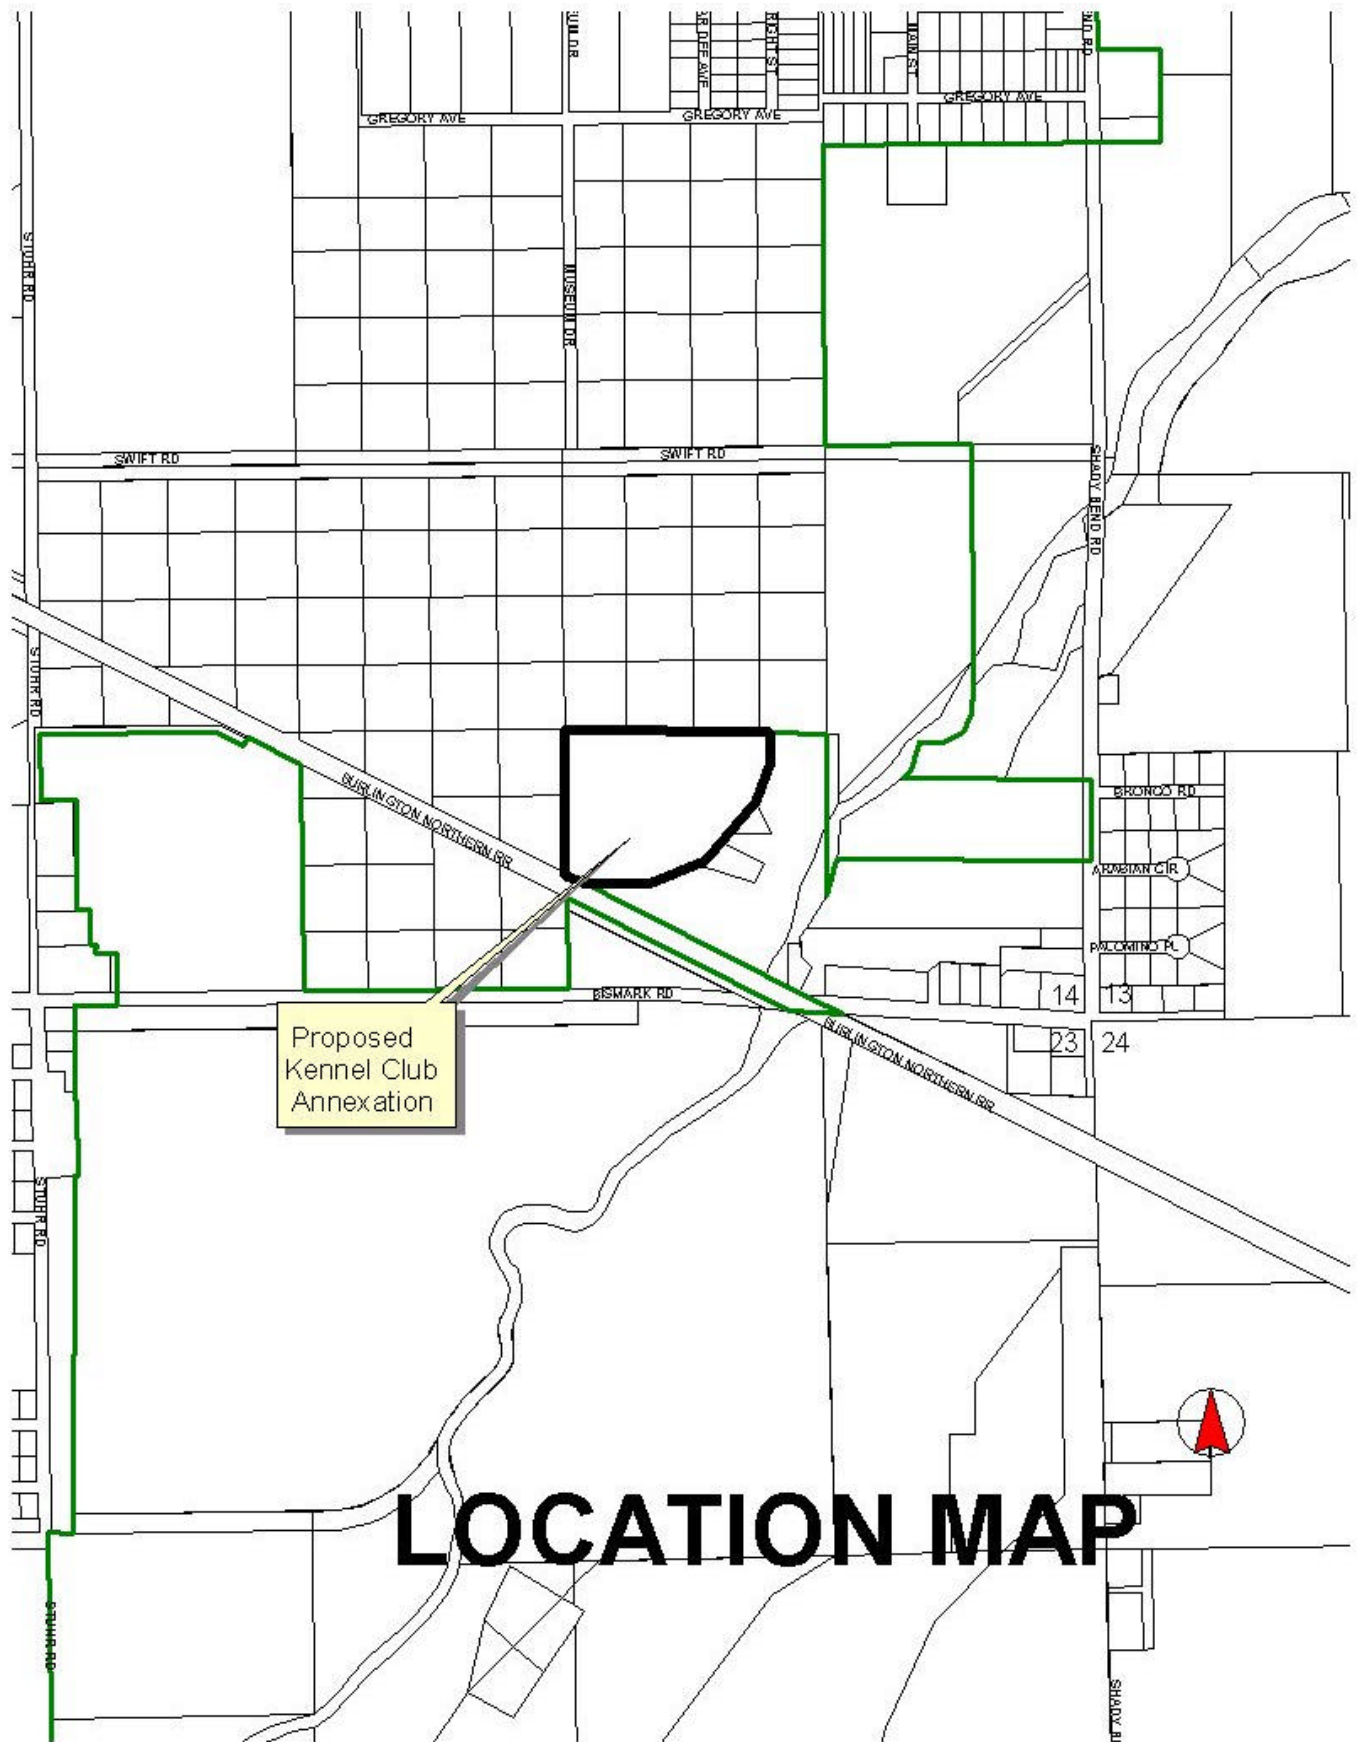 GREGORY AVE
GREGORY AVE
GREGORY AVE
MAIN ST
STUHR RD
MUSEUM DR
SWIFT RD
SWIFT RD
SHADY BEND RD
STUHR RD
BURLINGTON NORTHERN RR
BRONCO RD
ARABIAN CIR
PALOMINO PL
BISMARK RD
14
13
23
24
BURLINGTON NORTHERN RR
Proposed
Kennel Club
Annexation
STUHR RD
LOCATION MAP
STUHR RD